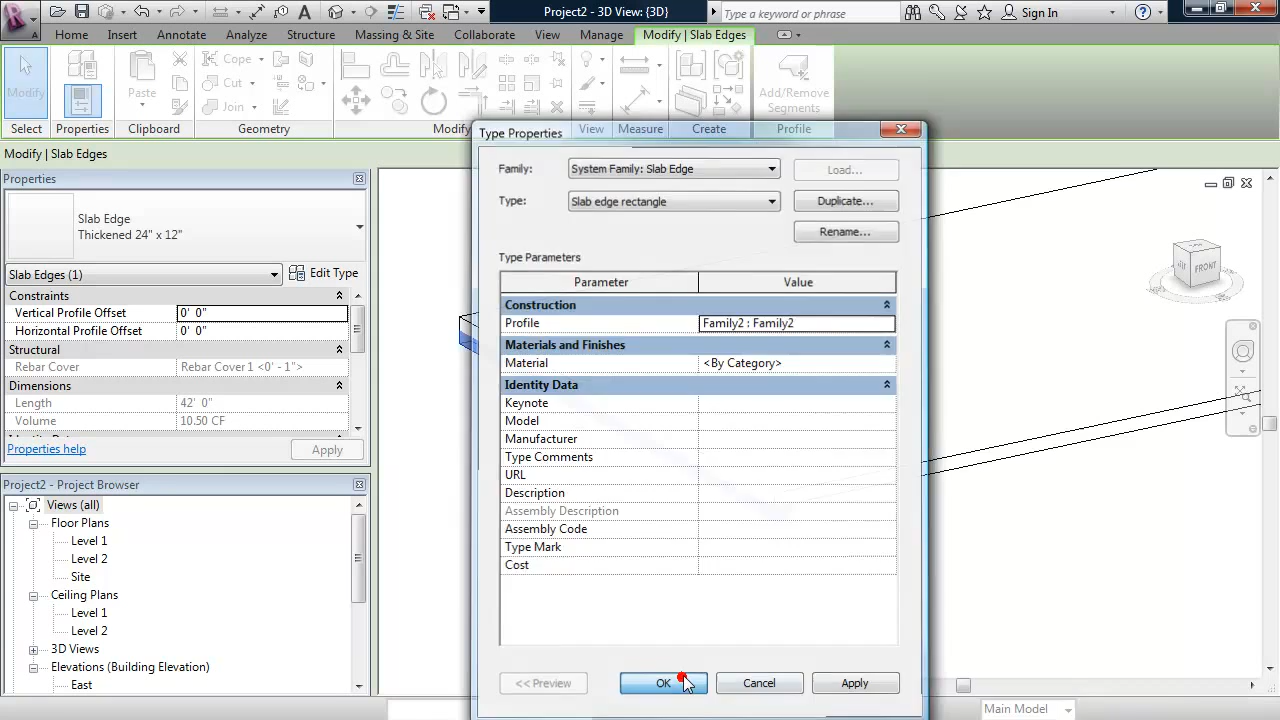 Project2 - 3D View: {3D}
Type a keyword or phrase
Sign In
Home Insert Annotate Analyze Structure Massing & Site Collaborate View Manage Modify | Slab Edges
Modify
Paste
Cope
Cut
Join
Add/Remove
Segments
Select Properties Clipboard Geometry Modify View Measure Create Profile
Modify | Slab Edges
Properties
Slab Edge
Thickened 24" x 12"
Slab Edges (1)
Edit Type
Constraints
Vertical Profile Offset 0' 0"
Horizontal Profile Offset 0' 0"
Structural
Rebar Cover Rebar Cover 1 <0' - 1">
Dimensions
Length 42' 0"
Volume 10.50 CF
Properties help
Apply
Project2 - Project Browser
Views (all)
Floor Plans
Level 1
Level 2
Site
Ceiling Plans
Level 1
Level 2
3D Views
Elevations (Building Elevation)
East
Type Properties
Family: System Family: Slab Edge Load...
Type: Slab edge rectangle Duplicate...
Rename...
Type Parameters
Parameter Value
Construction
Profile Family2 : Family2
Materials and Finishes
Material <By Category>
Identity Data
Keynote
Model
Manufacturer
Type Comments
URL
Description
Assembly Description
Assembly Code
Type Mark
Cost
<< Preview OK Cancel Apply
FRONT
Main Model